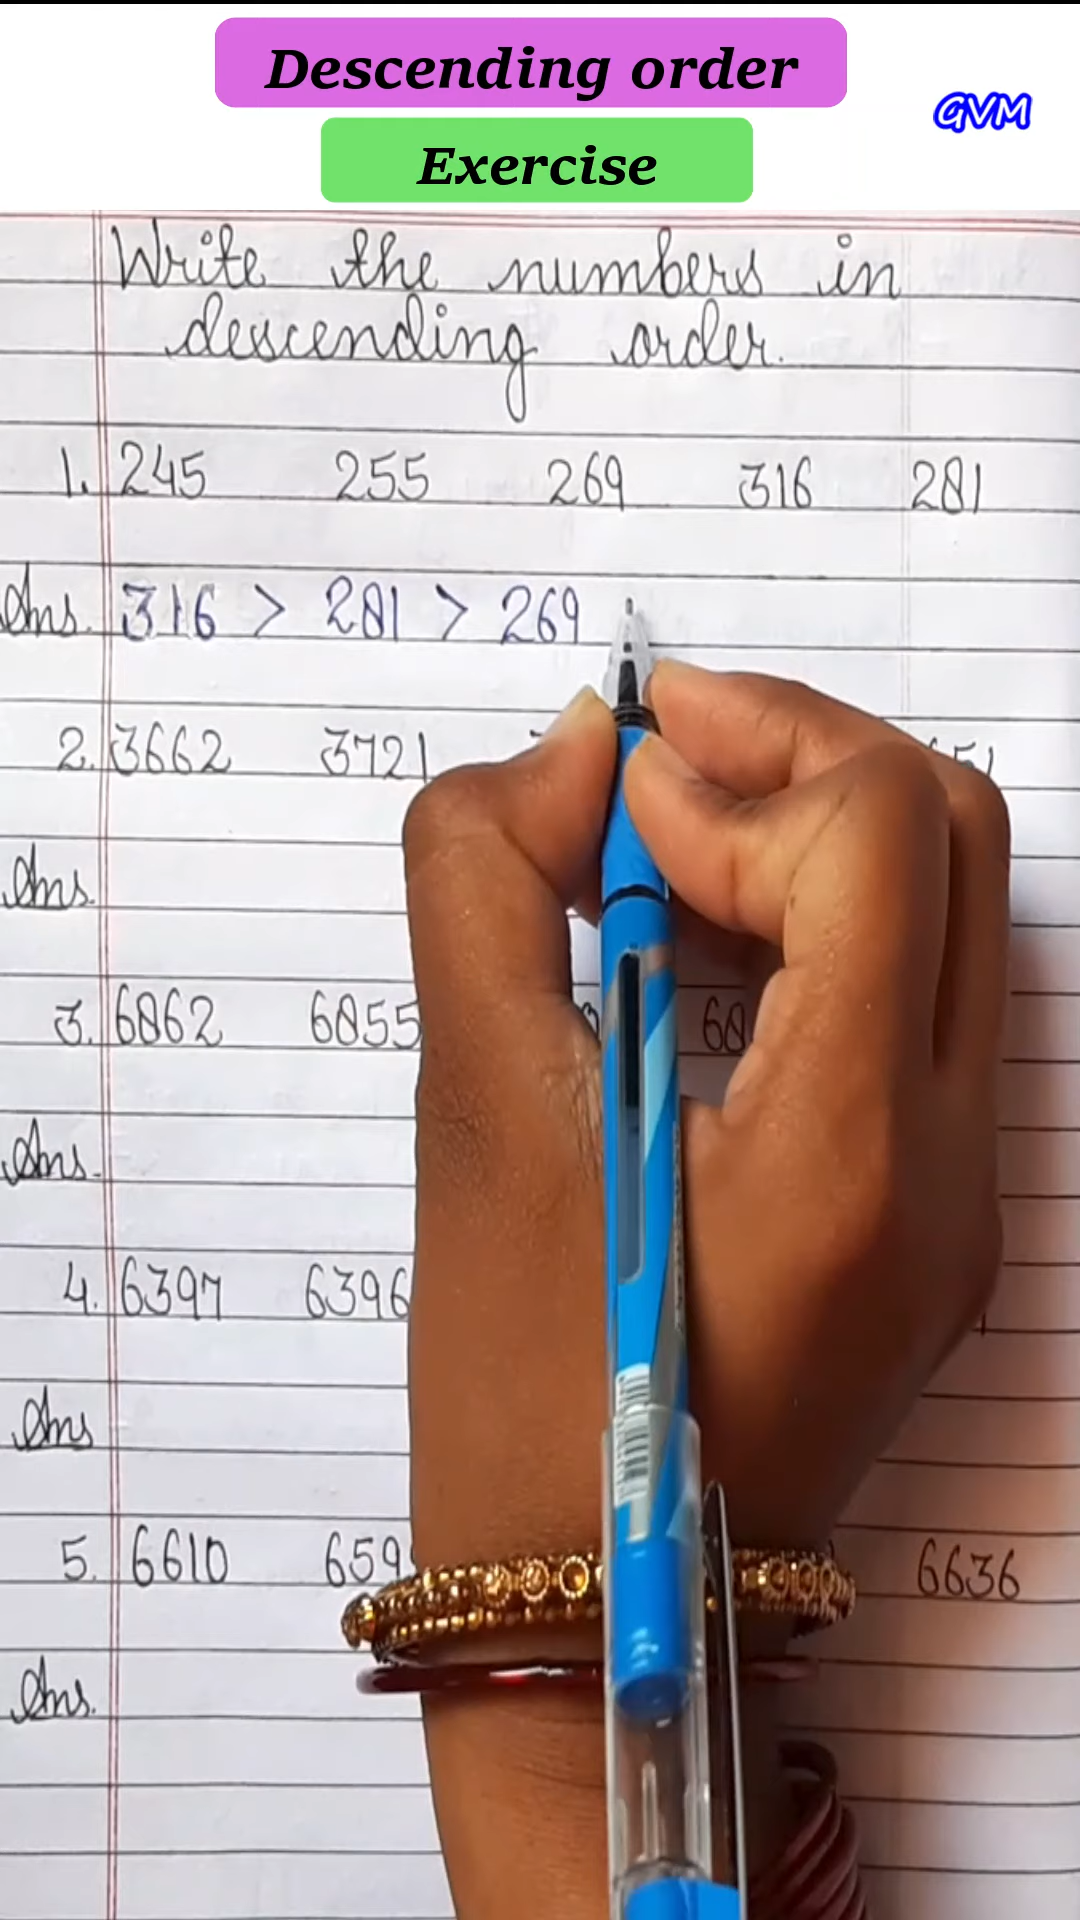 Descending order
GVM
Exercise
Write the numbers in
descending order.
1. 245 255 269 316 281
Ans. 316 > 281 > 269
2. 3662 3721
Ans.
3. 6862 6855
Ans.
4. 6397 6396
Ans
5. 6610 6636
Ans.